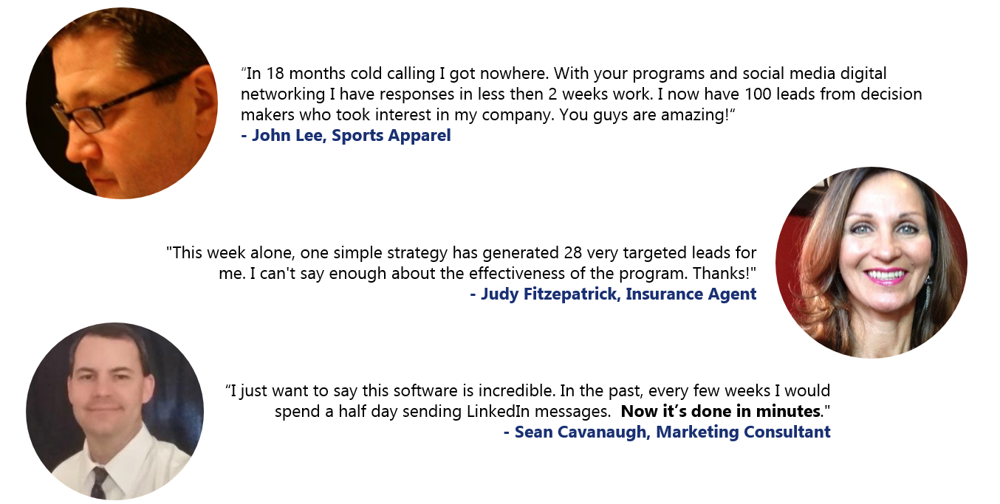 “In 18 months cold calling I got nowhere. With your programs and social media digital
networking I have responses in less then 2 weeks work. I now have 100 leads from decision
makers who took interest in my company. You guys are amazing!“
- John Lee, Sports Apparel
"This week alone, one simple strategy has generated 28 very targeted leads for
me. I can't say enough about the effectiveness of the program. Thanks!"
- Judy Fitzepatrick, Insurance Agent
“I just want to say this software is incredible. In the past, every few weeks I would
spend a half day sending LinkedIn messages.  Now it’s done in minutes."
- Sean Cavanaugh, Marketing Consultant